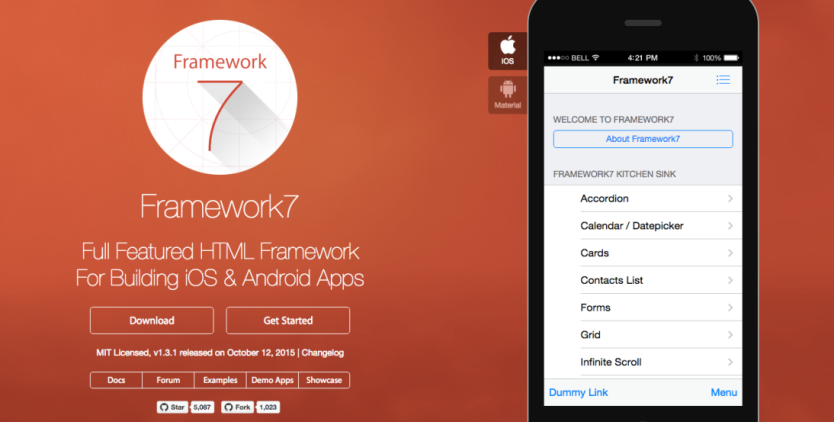 Framework
7
Framework7
Full Featured HTML Framework
For Building iOS & Android Apps
Download
Get Started
MIT Licensed, v1.3.1 released on October 12, 2015 | Changelog
Docs
Forum
Examples
Demo Apps
Showcase
Star 5,087
Fork 1,023
iOS
Material
BELL 4:21 PM 100%
Framework7
WELCOME TO FRAMEWORK7
About Framework7
FRAMEWORK7 KITCHEN SINK
Accordion
Calendar / Datepicker
Cards
Contacts List
Forms
Grid
Infinite Scroll
Dummy Link
Menu